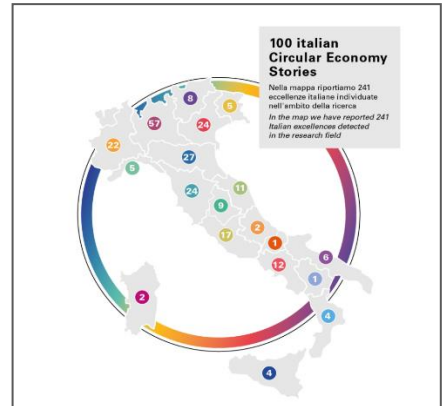 100 italian
Circular Economy
Stories
Nella mappa riportiamo 241
eccellenze italiane individuate
nell'ambito della ricerca
In the map we have reported 241
Italian excellences detected
in the research field
8
5
57
24
22
27
5
11
24
9
17
2
1
12
6
1
2
4
4